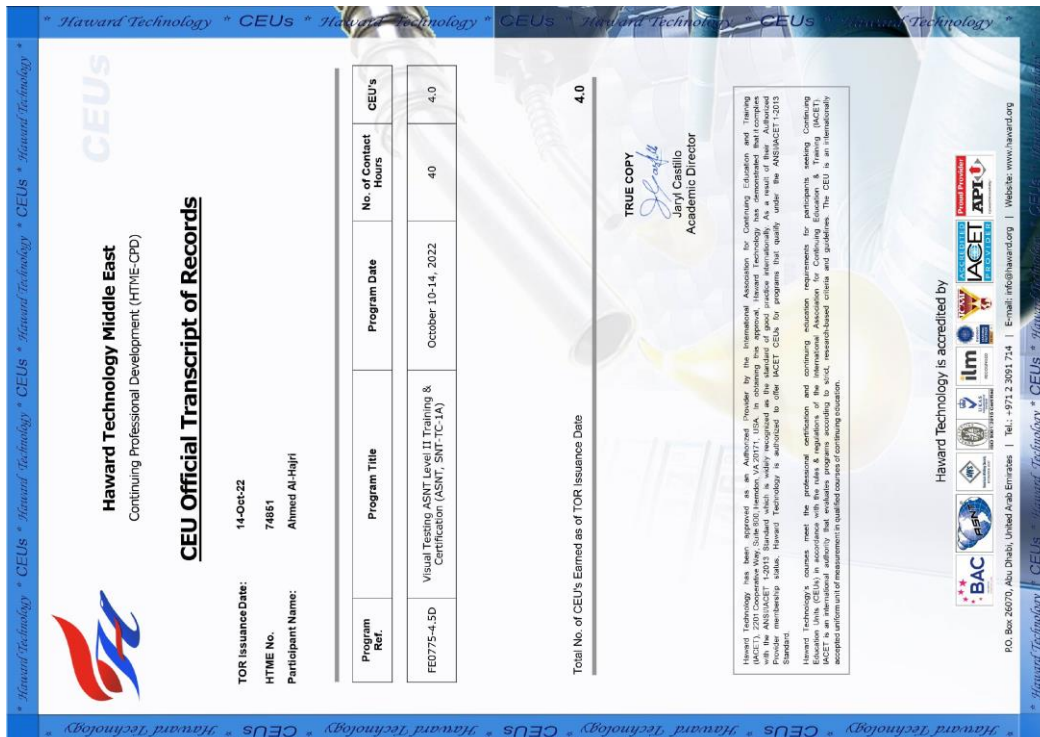 * Haward Technology * CEUs * Haward Technology * CEUs * Haward Technology * CEUs * Haward Technology *
CEUs
Haward Technology Middle East
Continuing Professional Development (HTME-CPD)
CEU Official Transcript of Records
TOR Issuance Date: 14-Oct-22
HTME No. 74851
Participant Name: Ahmed Al-Hajri
Program Ref. Program Title Program Date No. of Contact Hours CEU's
FE0775-4.5D Visual Testing ASNT Level II Training & Certification (ASNT, SNT-TC-1A) October 10-14, 2022 40 4.0
Total No. of CEU's Earned as of TOR Issuance Date 4.0
TRUE COPY
Jaryl Castillo
Academic Director
Haward Technology has been approved as an Authorized Provider by the International Association for Continuing Education and Training
(IACET), 2201 Cooperative Way, Suite 600, Herndon, VA 20171, USA. In obtaining this approval, Haward Technology has demonstrated that it complies
with the ANSI/IACET 1-2013 Standard which is widely recognized as the standard of good practice internationally. As a result of their Authorized
Provider membership status, Haward Technology is authorized to offer IACET CEUs for programs that qualify under the ANSI/IACET 1-2013
Standard.
Haward Technology's courses meet the professional certification and continuing education requirements for participants seeking Continuing
Education Units (CEUs) in accordance with the rules & regulations of the International Association for Continuing Education & Training (IACET).
IACET is an international authority that evaluates programs according to strict, research-based criteria and guidelines. The CEU is an internationally
accepted uniform unit of measurement in qualified courses of continuing education.
Haward Technology is accredited by
BAC
ASNT
ilm
ACCREDITED
IACET
PROVIDER
Proud Provider
API-U
P.O. Box 26070, Abu Dhabi, United Arab Emirates | Tel.: +971 2 3091 714 | E-mail: info@haward.org | Website: www.haward.org